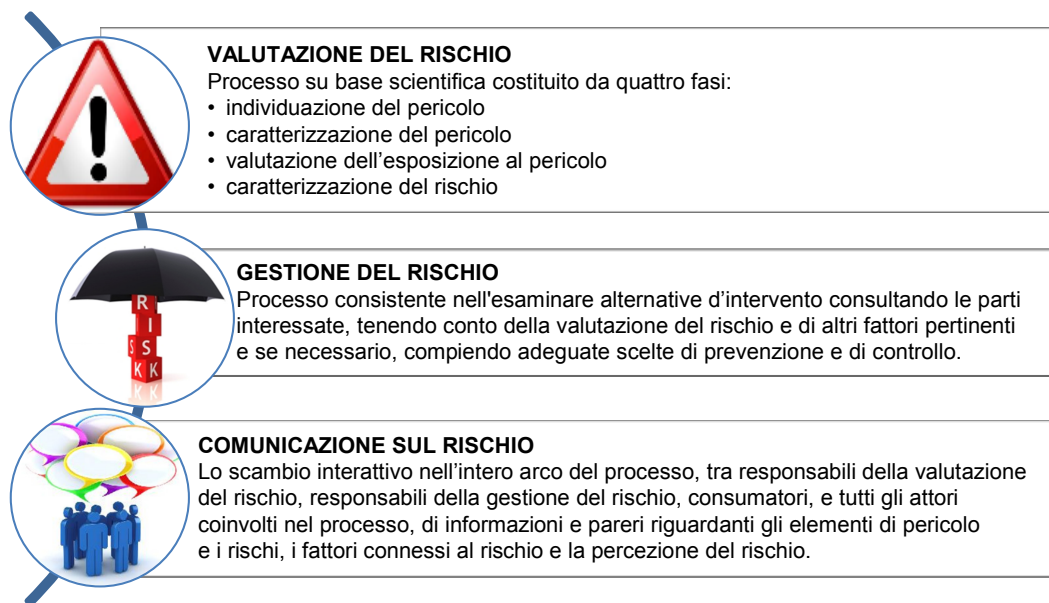 VALUTAZIONE DEL RISCHIO
Processo su base scientifica costituito da quattro fasi:
• individuazione del pericolo
• caratterizzazione del pericolo
• valutazione dell’esposizione al pericolo
• caratterizzazione del rischio
GESTIONE DEL RISCHIO
Processo consistente nell'esaminare alternative d’intervento consultando le parti
interessate, tenendo conto della valutazione del rischio e di altri fattori pertinenti
e se necessario, compiendo adeguate scelte di prevenzione e di controllo.
R
I
S S
K K
COMUNICAZIONE SUL RISCHIO
Lo scambio interattivo nell’intero arco del processo, tra responsabili della valutazione
del rischio, responsabili della gestione del rischio, consumatori, e tutti gli attori
coinvolti nel processo, di informazioni e pareri riguardanti gli elementi di pericolo
e i rischi, i fattori connessi al rischio e la percezione del rischio.